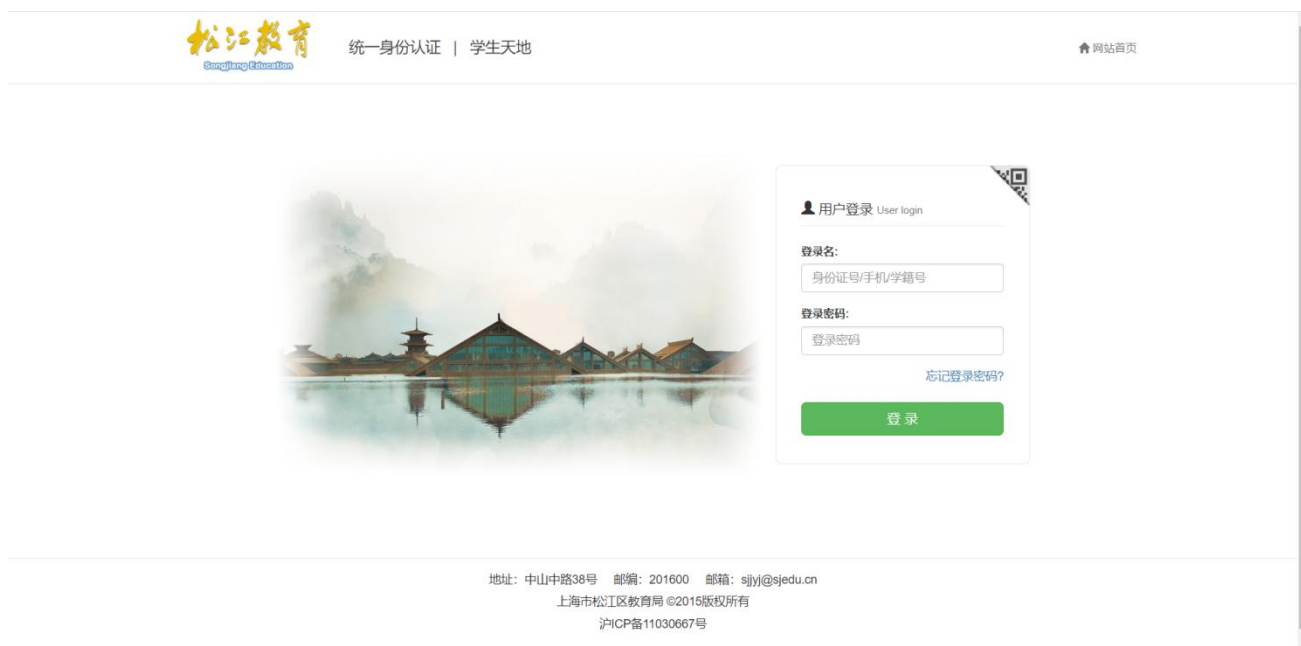 松江教育
Songjiang Education
统一身份认证 | 学生天地
网站首页
用户登录 User login
登录名:
身份证号/手机/学籍号
登录密码:
登录密码
忘记登录密码?
登 录
地址：中山中路38号 邮编：201600 邮箱：sjjyj@sjedu.cn
上海市松江区教育局 ©2015版权所有
沪ICP备11030667号